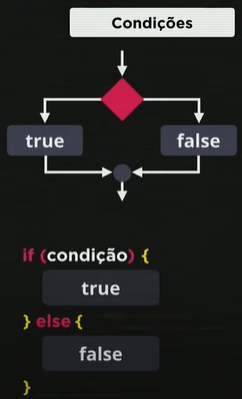 Condições
true false
if (condição) {
true
} else {
false
}